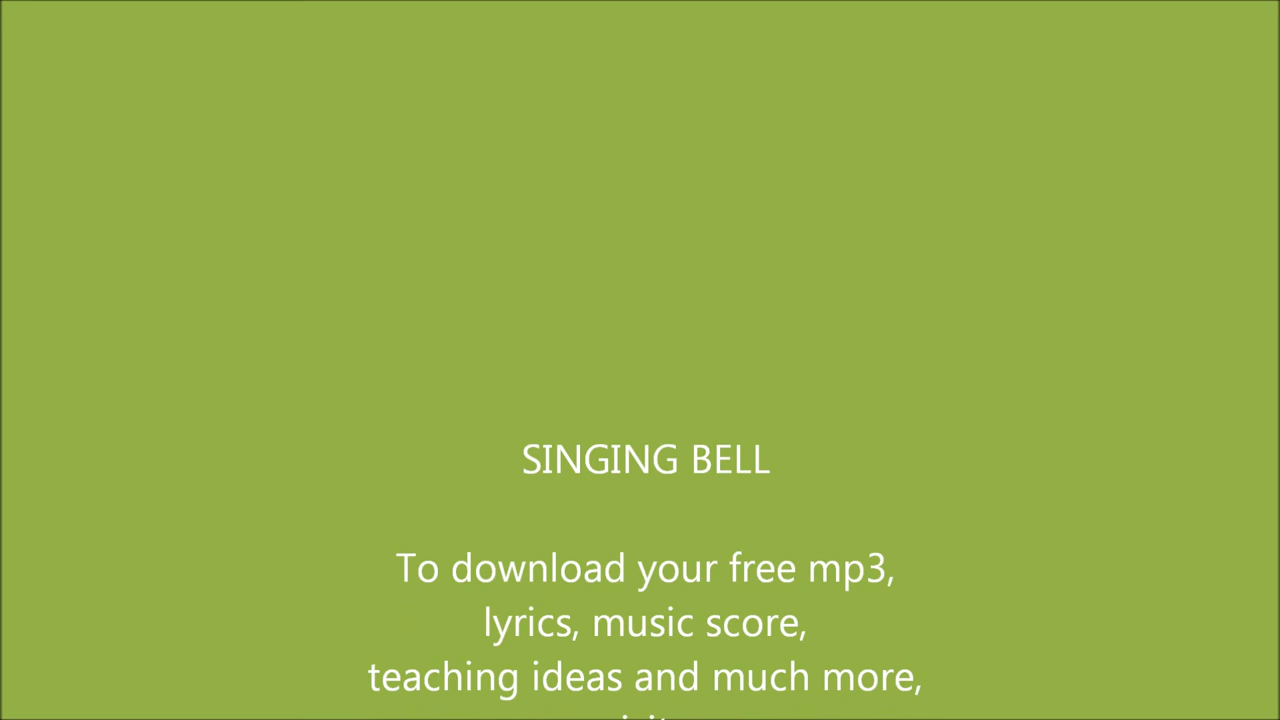 SINGING BELL
To download your free mp3,
lyrics, music score,
teaching ideas and much more,